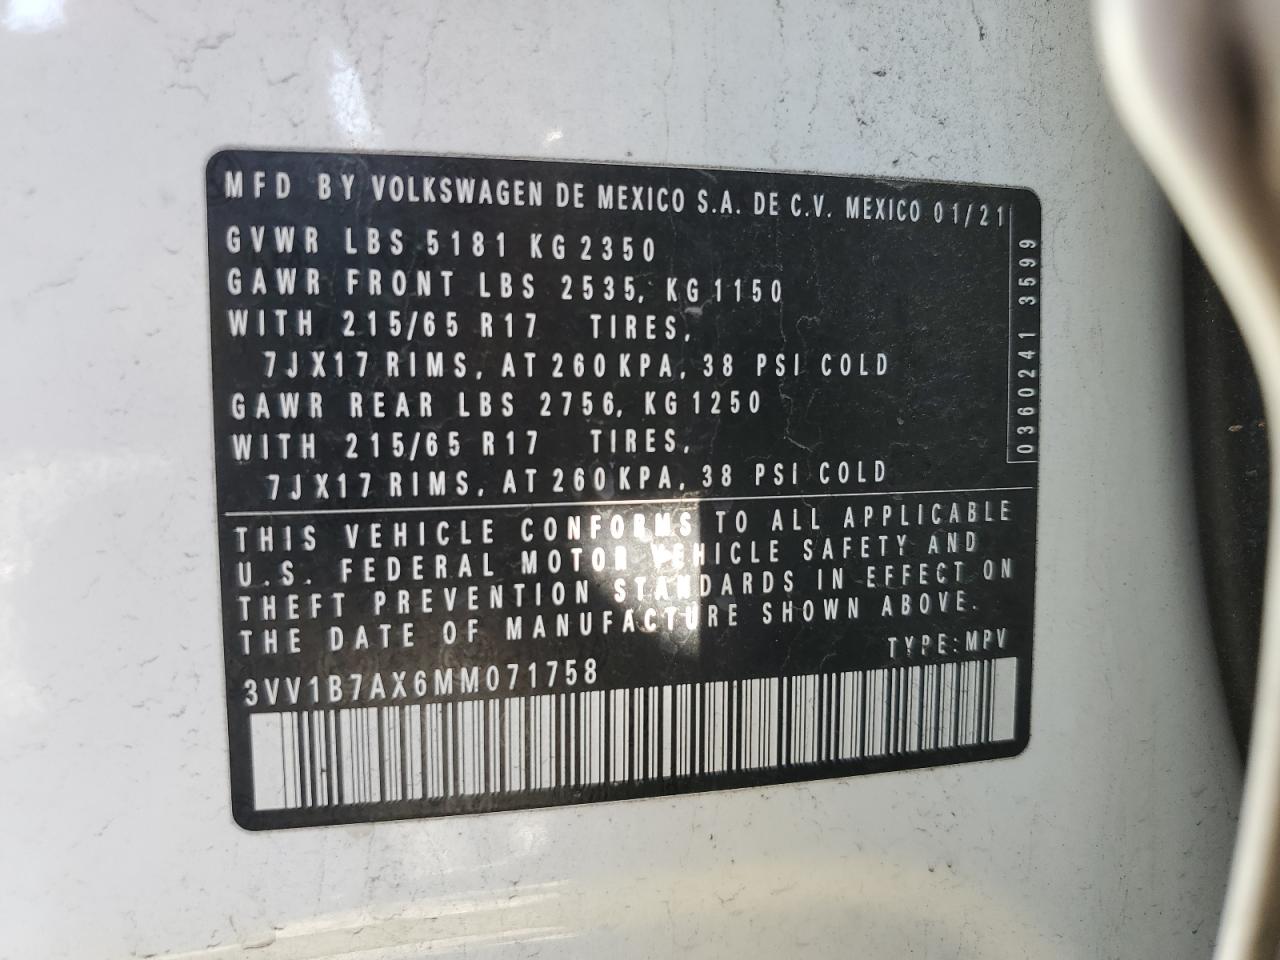 MFD BY VOLKSWAGEN DE MEXICO S.A. DE C.V. MEXICO 01/21
GVWR LBS 5181 KG 2350
GAWR FRONT LBS 2535, KG 1150
WITH 215/65 R17 TIRES,
7JX17 RIMS, AT 260 KPA, 38 PSI COLD
GAWR REAR LBS 2756, KG 1250
WITH 215/65 R17 TIRES,
7JX17 RIMS, AT 260 KPA, 38 PSI COLD
0360241 3599
THIS VEHICLE CONFORMS TO ALL APPLICABLE
U.S. FEDERAL MOTOR VEHICLE SAFETY AND
THEFT PREVENTION STANDARDS IN EFFECT ON
THE DATE OF MANUFACTURE SHOWN ABOVE.
TYPE: MPV
3VV1B7AX6MM071758